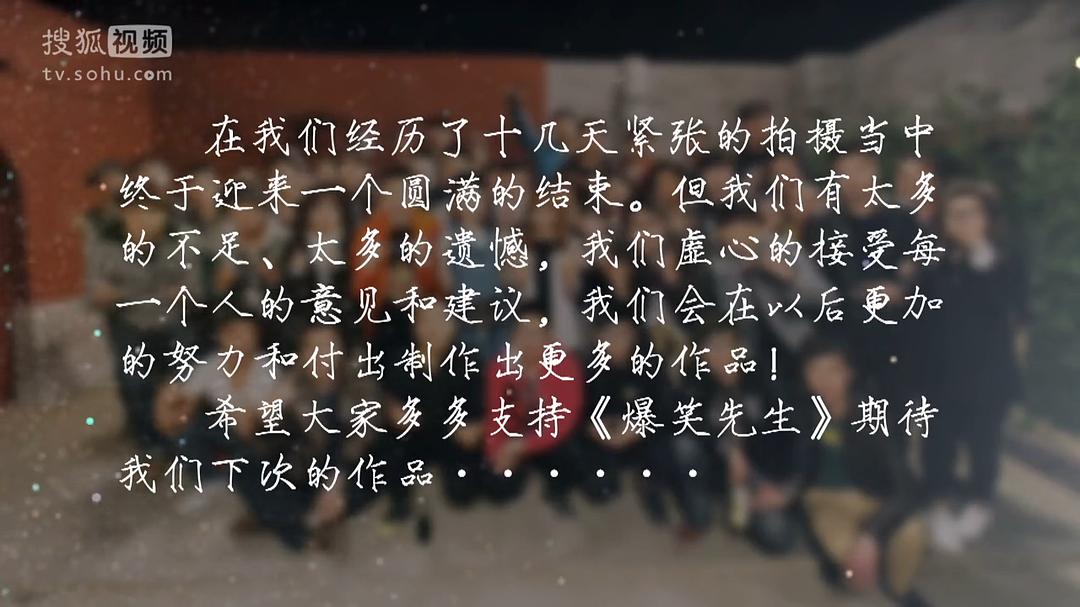 搜狐视频
tv.sohu.com
在我们经历了十几天紧张的拍摄当中
终于迎来一个圆满的结束。但我们有太多
的不足、太多的遗憾，我们虚心的接受每
一个人的意见和建议，我们会在以后更加
的努力和付出制作出更多的作品！
希望大家多多支持《爆笑先生》期待
我们下次的作品······